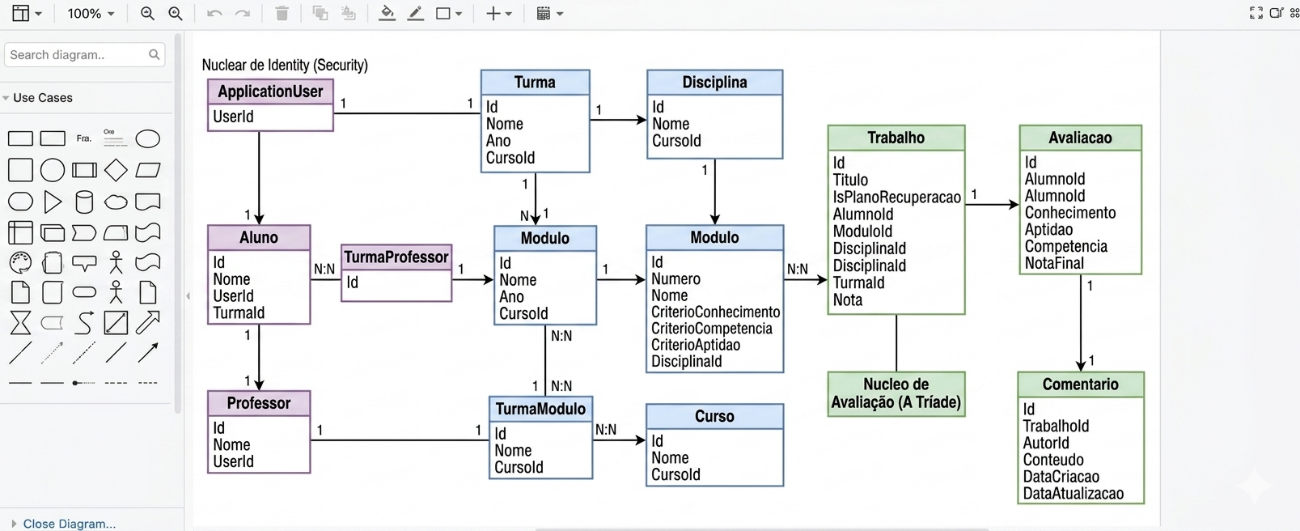 100%
Search diagram..
Use Cases
Fra.
Close Diagram...
Nuclear de Identity (Security)
ApplicationUser
UserId
1
1
1
Aluno
Id
Nome
UserId
TurmaId
N:N
1
1
Professor
Id
Nome
UserId
1
1
TurmaProfessor
Id
1
Turma
Id
Nome
Ano
CursoId
1
1
N
1
Modulo
Id
Nome
Ano
CursoId
1
N:N
1
N:N
TurmaModulo
Id
Nome
CursoId
N:N
Disciplina
Id
Nome
CursoId
1
Modulo
Id
Numero
Nome
CriterioConhecimento
CriterioCompetencia
CriterioAptidao
DisciplinaId
N:N
Curso
Id
Nome
CursoId
Trabalho
Id
Titulo
IsPlanoRecuperacao
AlumnoId
ModuloId
DisciplinaId
DisciplinaId
TurmaId
Nota
1
Nucleo de
Avaliação (A Tríade)
Avaliacao
Id
AlumnoId
AlumnoId
Conhecimento
Aptidao
Competencia
NotaFinal
1
1
Comentario
Id
TrabalhoId
AutorId
Conteudo
DataCriacao
DataAtualizacao